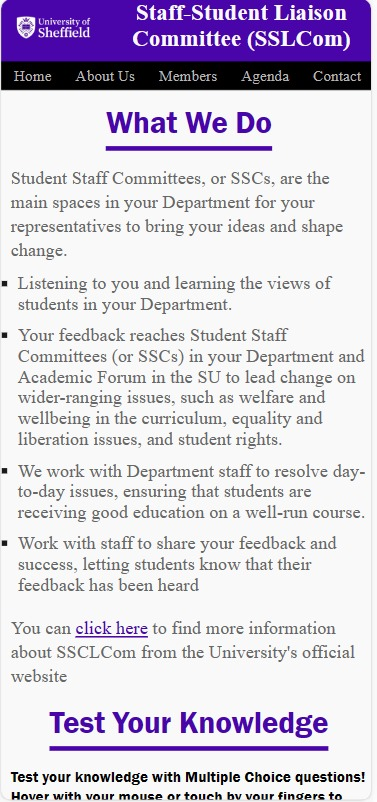 University of
Sheffield
Staff-Student Liaison
Committee (SSLCom)
Home About Us Members Agenda Contact
What We Do
Student Staff Committees, or SSCs, are the
main spaces in your Department for your
representatives to bring your ideas and shape
change.
Listening to you and learning the views of
students in your Department.
Your feedback reaches Student Staff
Committees (or SSCs) in your Department and
Academic Forum in the SU to lead change on
wider-ranging issues, such as welfare and
wellbeing in the curriculum, equality and
liberation issues, and student rights.
We work with Department staff to resolve day-
to-day issues, ensuring that students are
receiving good education on a well-run course.
Work with staff to share your feedback and
success, letting students know that their
feedback has been heard
You can click here to find more information
about SSCLCom from the University's official
website
Test Your Knowledge
Test your knowledge with Multiple Choice questions!
Hover with your mouse or touch by your fingers to